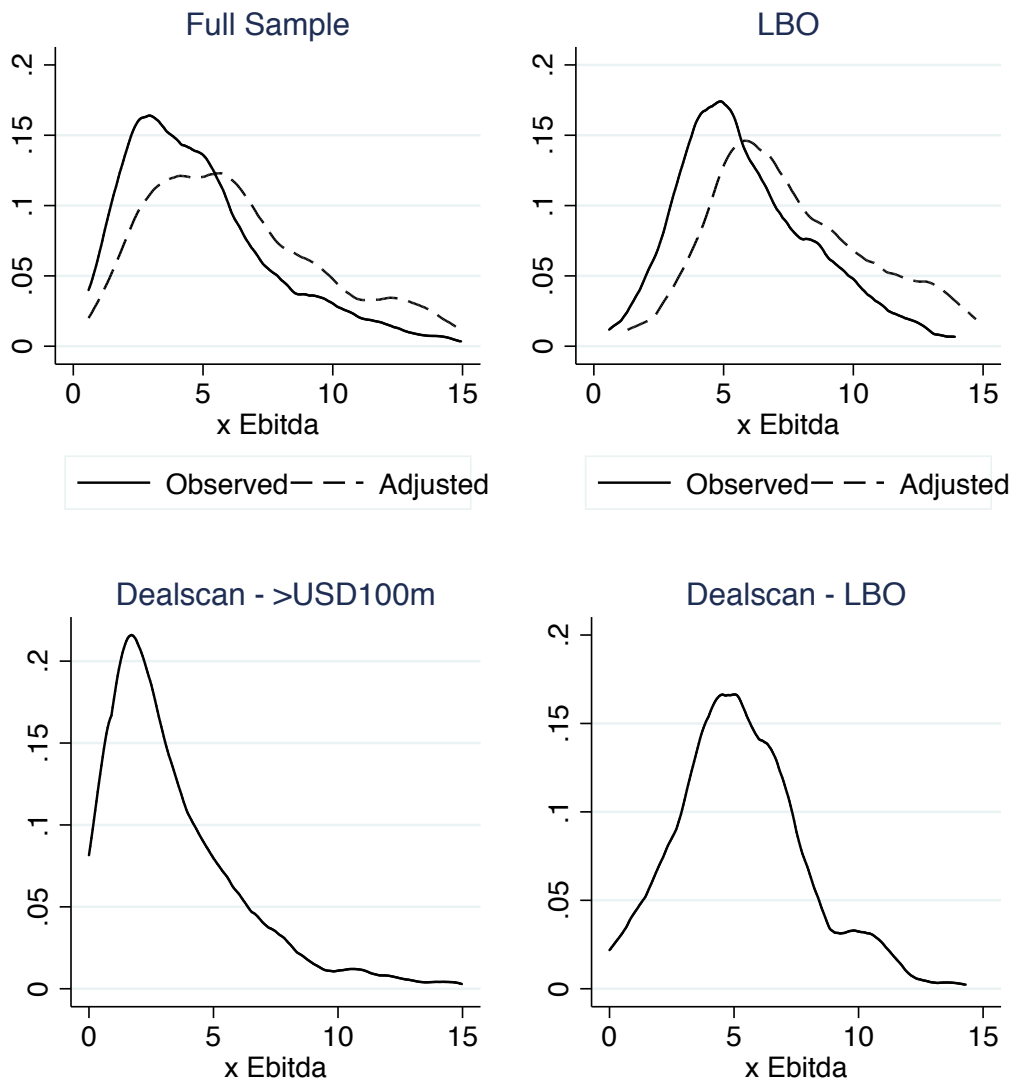 Full Sample
.2
.15
.1
.05
0
0 5 10 15
x Ebitda
Observed Adjusted
LBO
.2
.15
.1
.05
0
0 5 10 15
x Ebitda
Observed Adjusted
Dealscan - >USD100m
.2
.15
.1
.05
0
0 5 10 15
x Ebitda
Dealscan - LBO
.2
.15
.1
.05
0
0 5 10 15
x Ebitda